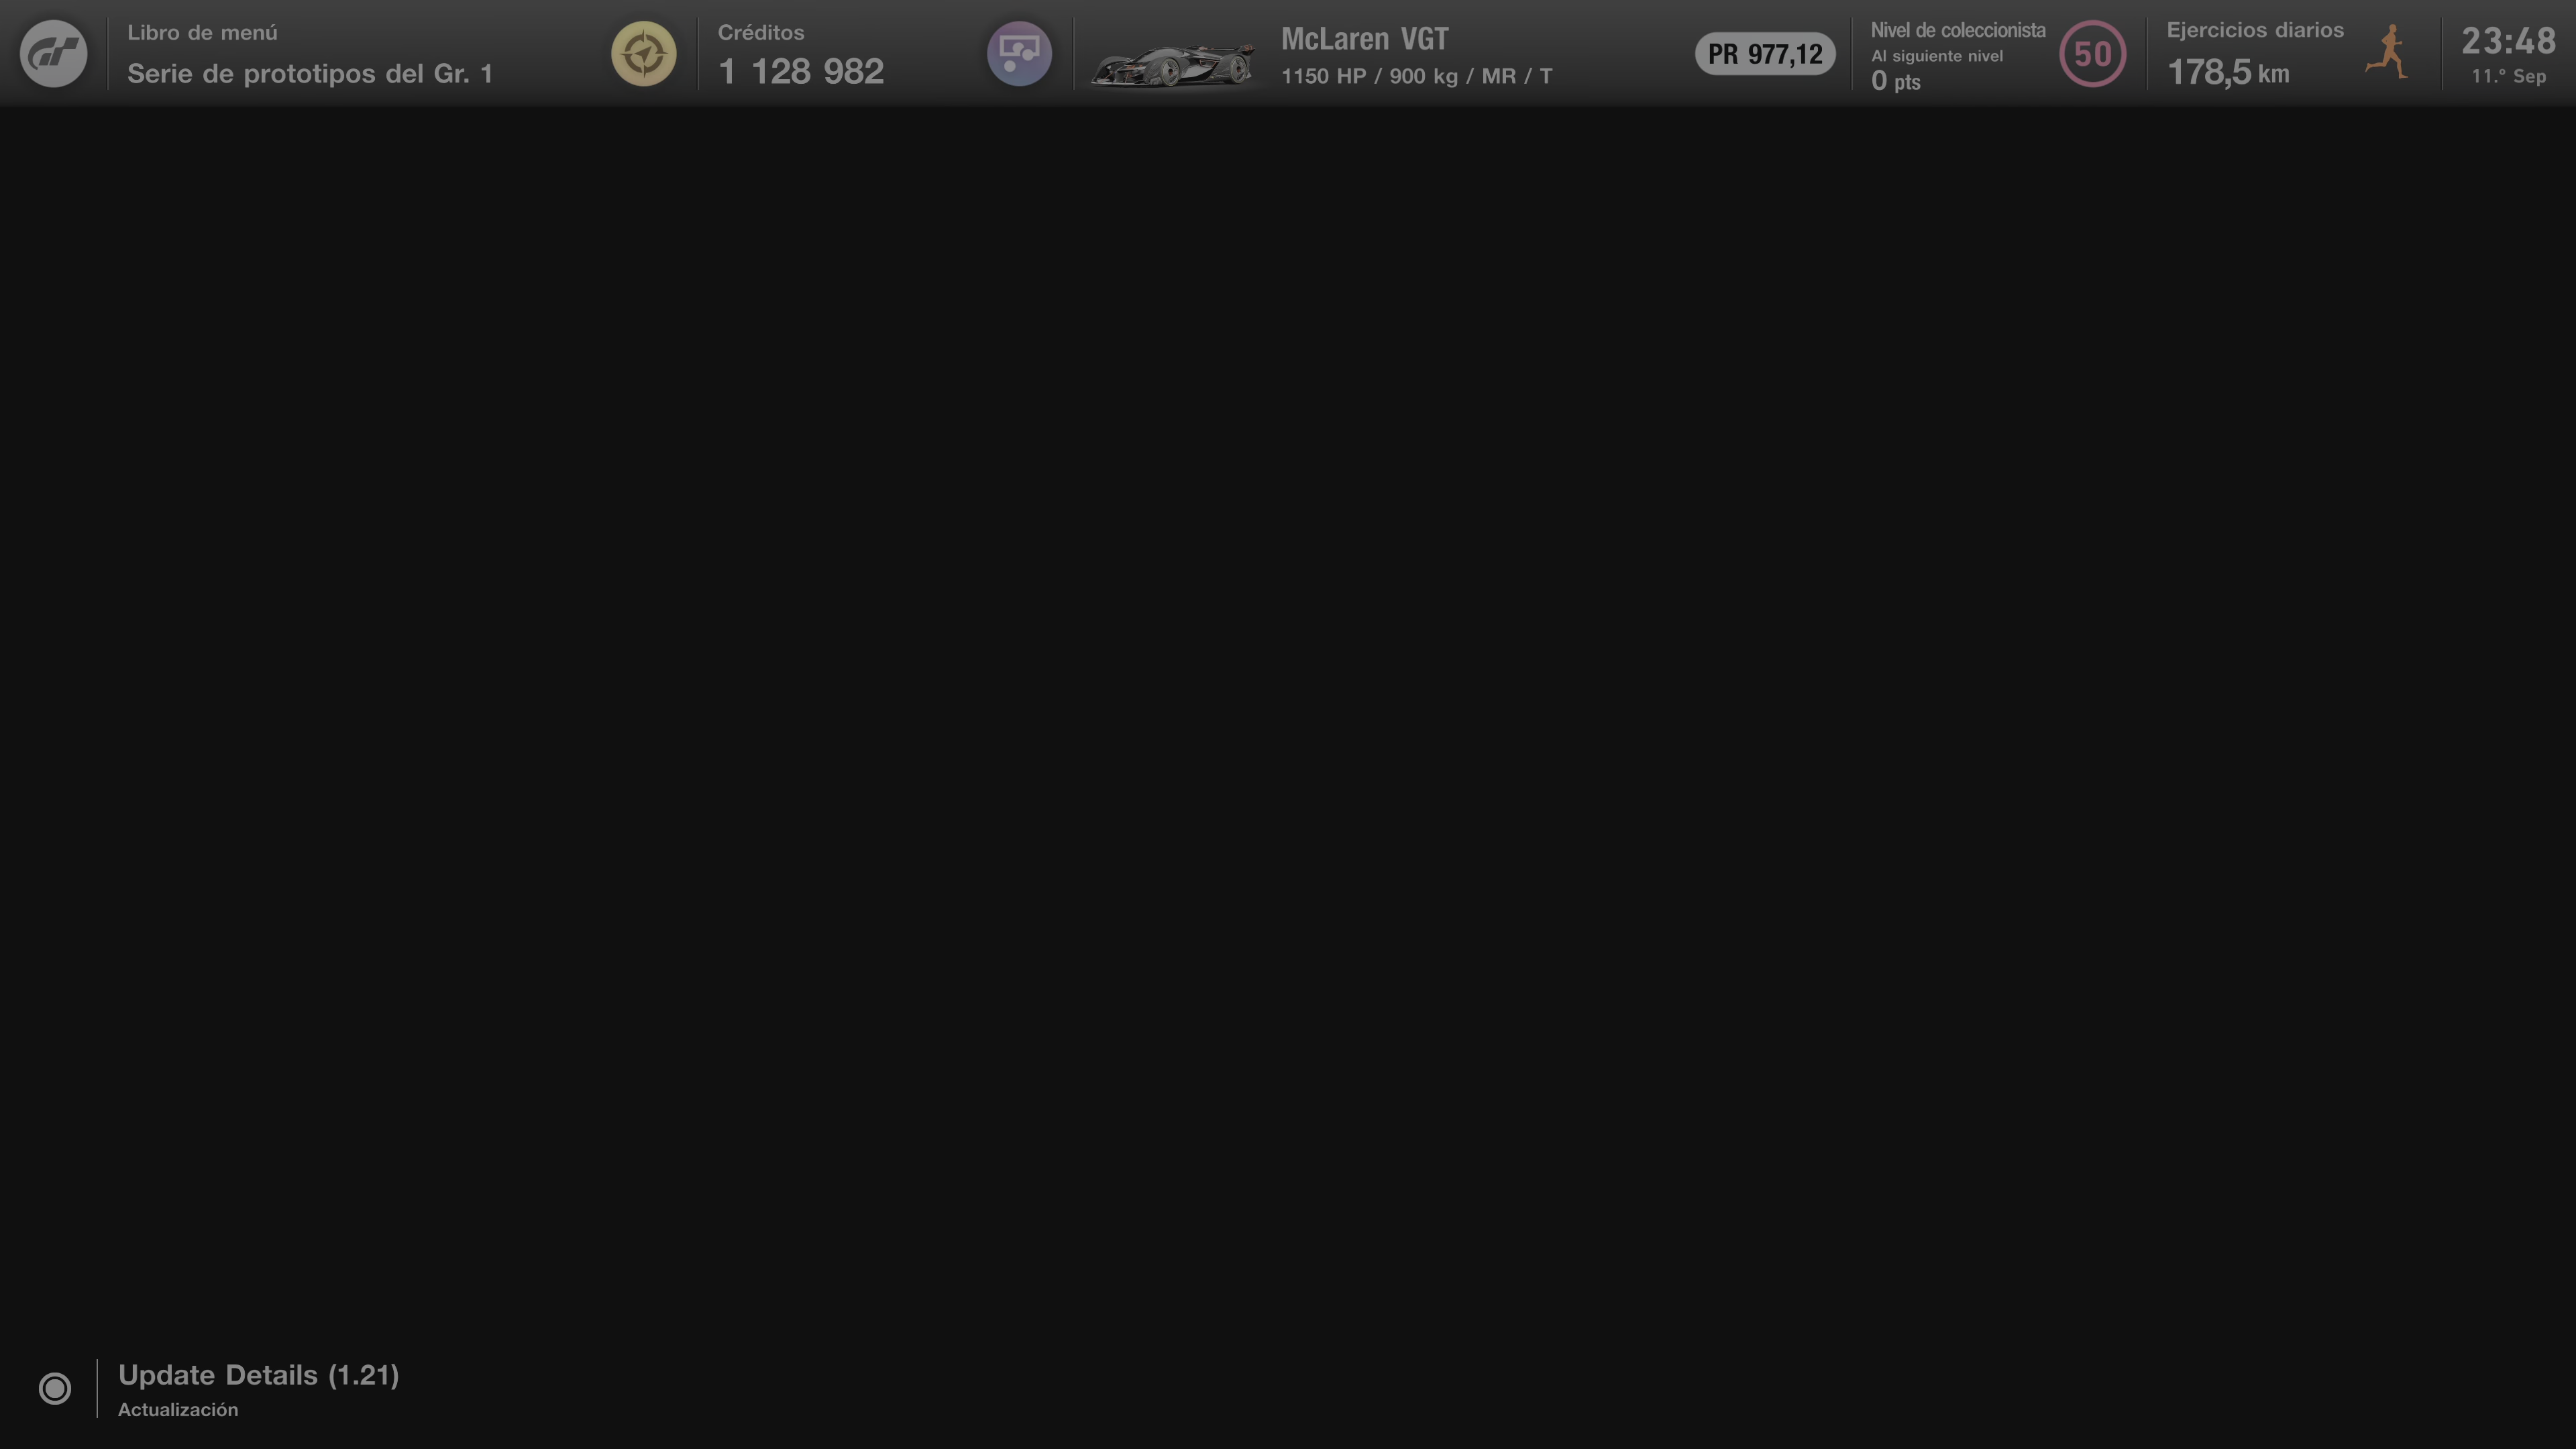 Libro de menú
Serie de prototipos del Gr. 1
Créditos
1 128 982
McLaren VGT
1150 HP / 900 kg / MR / T
PR 977,12
Nivel de coleccionista
Al siguiente nivel
0 pts
50
Ejercicios diarios
178,5 km
23:48
11.º Sep
Update Details (1.21)
Actualización